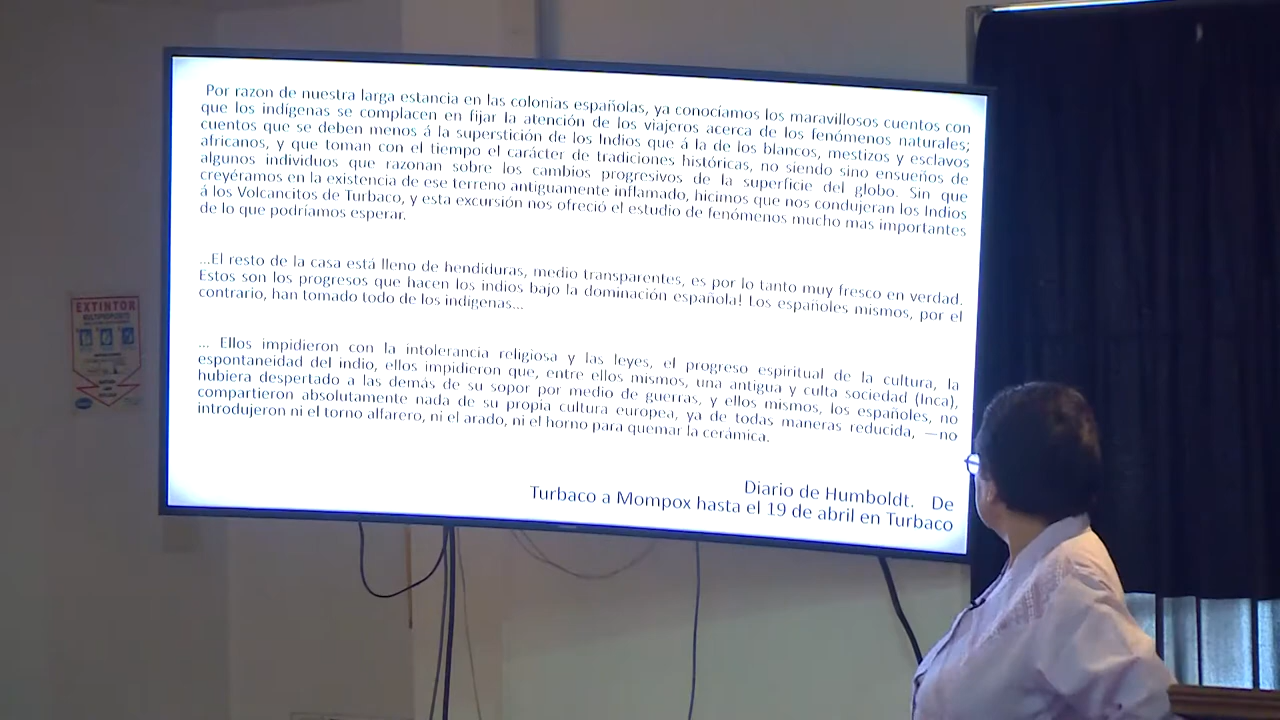 Por razon de nuestra larga estancia en las colonias españolas, ya conocíamos los maravillosos cuentos con
que los indígenas se complacen en fijar la atención de los viajeros acerca de los fenómenos naturales;
cuentos que se deben menos á la superstición de los Indios que á la de los blancos, mestizos y esclavos
africanos, y que toman con el tiempo el carácter de tradiciones históricas, no siendo sino ensueños de
algunos individuos que razonan sobre los cambios progresivos de la superficie del globo. Sin que
creyéramos en la existencia de ese terreno antiguamente inflamado, hicimos que nos condujeran los Indios
á los Volcancitos de Turbaco, y esta excursión nos ofreció el estudio de fenómenos mucho mas importantes
de lo que podríamos esperar.
...El resto de la casa está lleno de hendiduras, medio transparentes, es por lo tanto muy fresco en verdad.
Estos son los progresos que hacen los indios bajo la dominación española! Los españoles mismos, por el
contrario, han tomado todo de los indígenas...
... Ellos impidieron con la intolerancia religiosa y las leyes, el progreso espiritual de la cultura, la
espontaneidad del indio, ellos impidieron que, entre ellos mismos, una antigua y culta sociedad (Inca),
hubiera despertado a las demás de su sopor por medio de guerras, y ellos mismos, los españoles, no
compartieron absolutamente nada de su propia cultura europea, ya de todas maneras reducida, —no
introdujeron ni el torno alfarero, ni el arado, ni el horno para quemar la cerámica.
Diario de Humboldt. De
Turbaco a Mompox hasta el 19 de abril en Turbaco
EXTINTOR